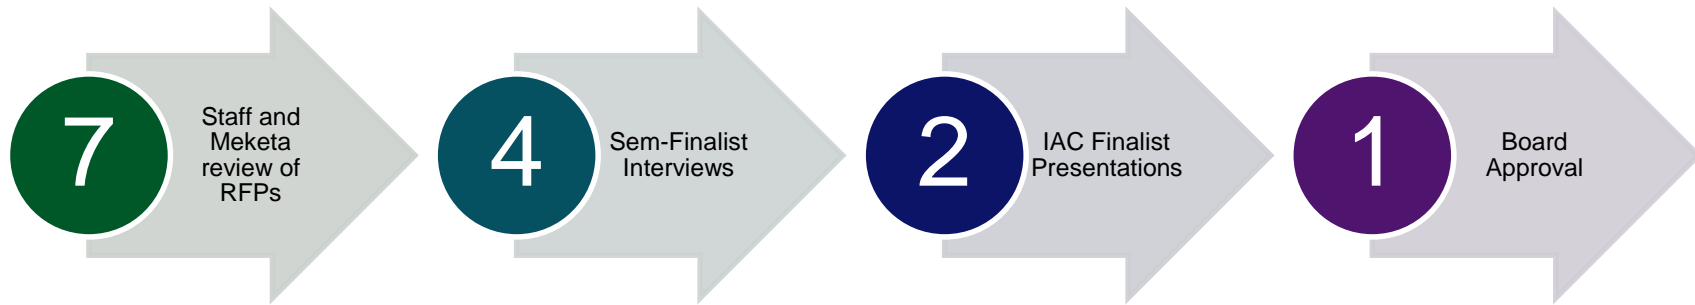 7
Staff and
Meketa
review of
RFPs
4
Sem-Finalist
Interviews
2
IAC Finalist
Presentations
1
Board
Approval